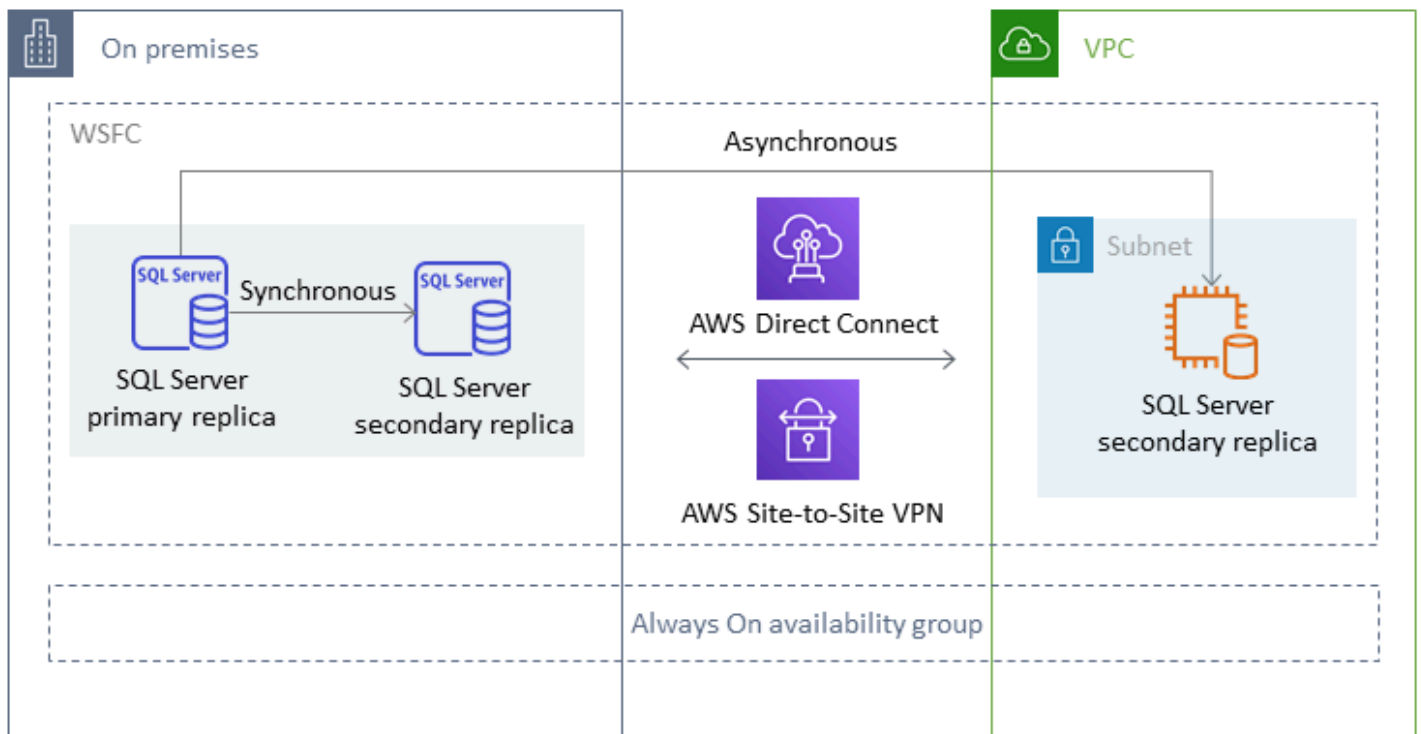 On premises
VPC
WSFC
Asynchronous
SQL Server
Synchronous
SQL Server
SQL Server
primary replica
SQL Server
secondary replica
AWS Direct Connect
AWS Site-to-Site VPN
Subnet
SQL Server
secondary replica
Always On availability group